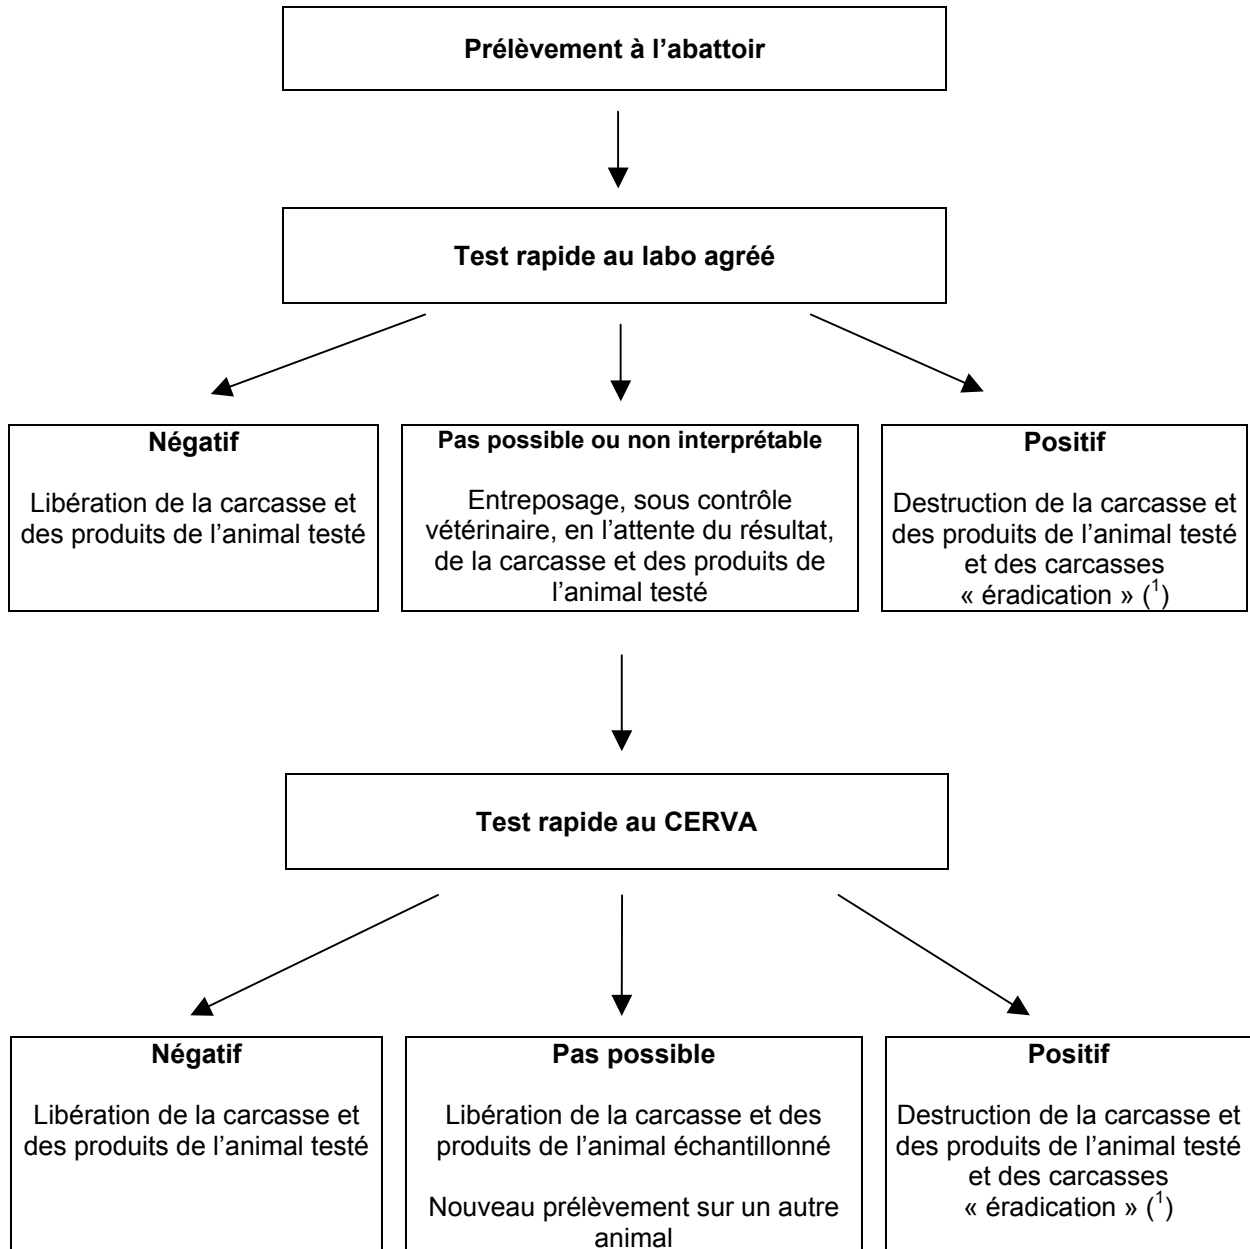 Prélèvement à l’abattoir
Test rapide au labo agréé
Négatif
Libération de la carcasse et
des produits de l’animal testé
Pas possible ou non interprétable
Entreposage, sous contrôle
vétérinaire, en l’attente du résultat,
de la carcasse et des produits de
l’animal testé
Positif
Destruction de la carcasse et
des produits de l’animal testé
et des carcasses
« éradication » (¹)
Test rapide au CERVA
Négatif
Libération de la carcasse et
des produits de l’animal testé
Pas possible
Libération de la carcasse et des
produits de l’animal échantillonné
Nouveau prélèvement sur un autre
animal
Positif
Destruction de la carcasse et
des produits de l’animal testé
et des carcasses
« éradication » (¹)